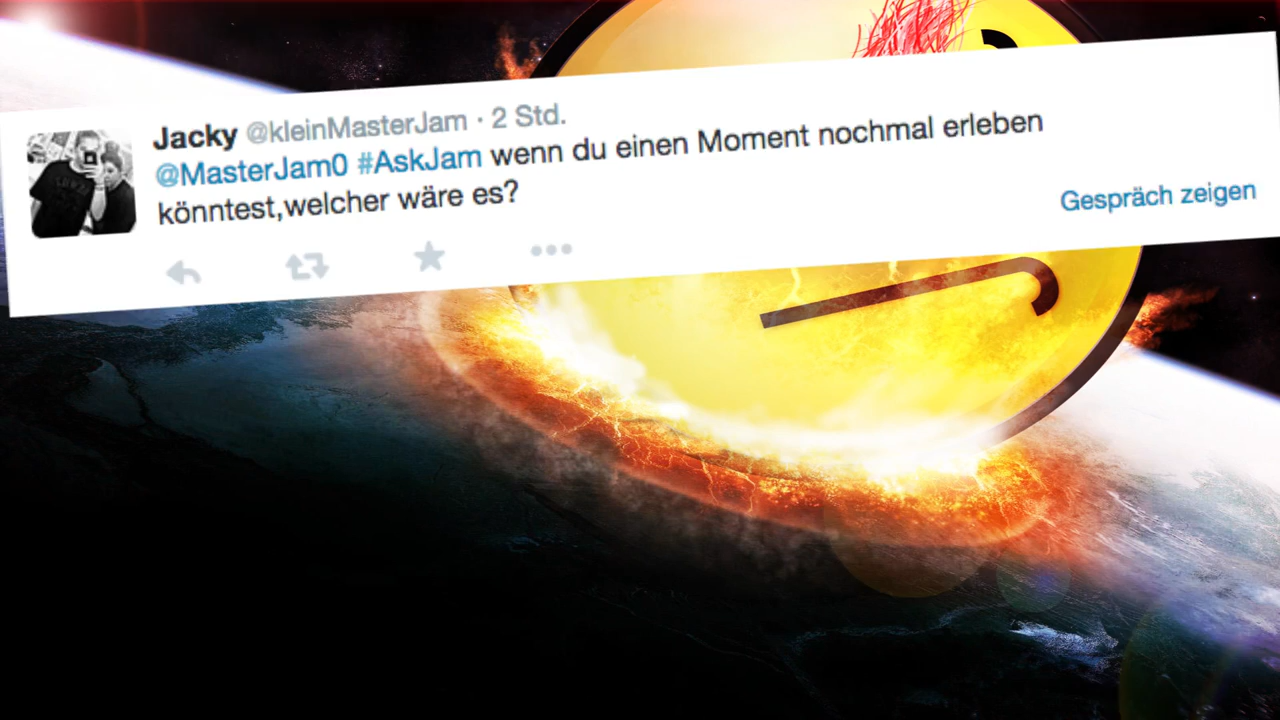 Jacky @kleinMasterJam · 2 Std.
@MasterJam0 #AskJam wenn du einen Moment nochmal erleben
könntest,welcher wäre es?
Gespräch zeigen